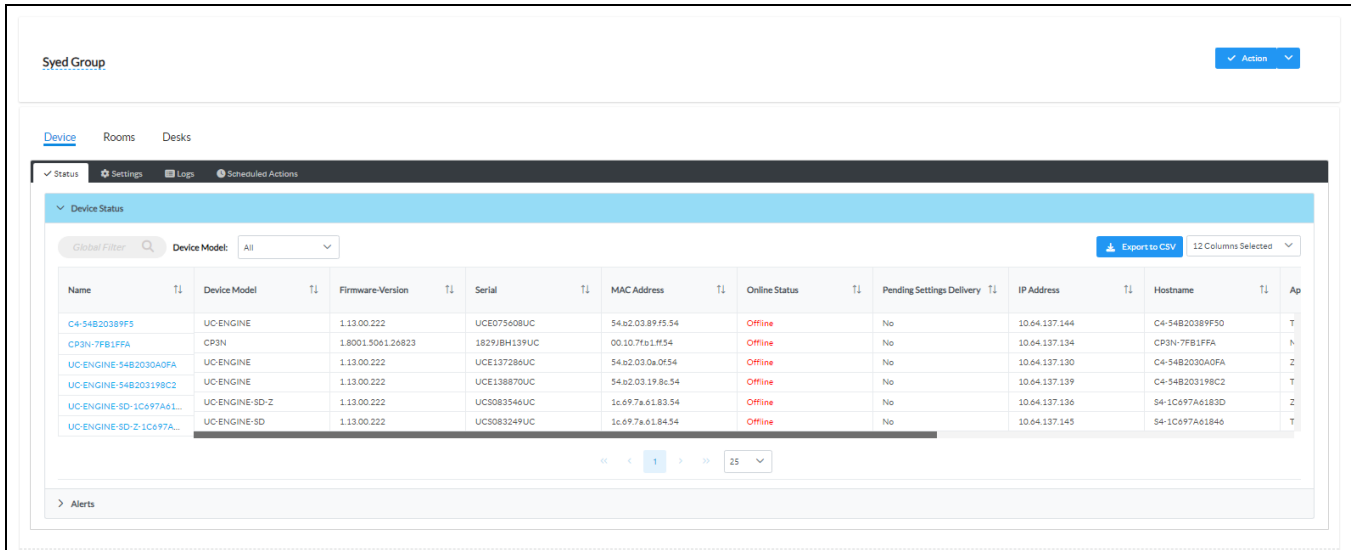 Syed Group
Action
Device Rooms Desks
Status Settings Logs Scheduled Actions
Device Status
Global Filter Device Model: All Export to CSV 12 Columns Selected
Name Device Model Firmware-Version Serial MAC Address Online Status Pending Settings Delivery IP Address Hostname Ap
C4-54B20389F5 UC-ENGINE 1.13.00.222 UCE075608UC 54.b2.03.89.f5.54 Offline No 10.64.137.144 C4-54B20389F50 T
CP3N-7FB1FFA CP3N 1.8001.5061.26823 1829JBH139UC 00.10.7f.b1.ff.54 Offline No 10.64.137.134 CP3N-7FB1FFA N
UC-ENGINE-54B2030A0FA UC-ENGINE 1.13.00.222 UCE137286UC 54.b2.03.0a.0f.54 Offline No 10.64.137.130 C4-54B2030A0FA Z
UC-ENGINE-54B203198C2 UC-ENGINE 1.13.00.222 UCE138870UC 54.b2.03.19.8c.54 Offline No 10.64.137.139 C4-54B203198C2 T
UC-ENGINE-SD-1C697A61... UC-ENGINE-SD-Z 1.13.00.222 UCS083546UC 1c.69.7a.61.83.54 Offline No 10.64.137.136 S4-1C697A6183D Z
UC-ENGINE-SD-Z-1C697A... UC-ENGINE-SD 1.13.00.222 UCS083249UC 1c.69.7a.61.84.54 Offline No 10.64.137.145 S4-1C697A61846 T
« ‹ 1 › » 25
Alerts